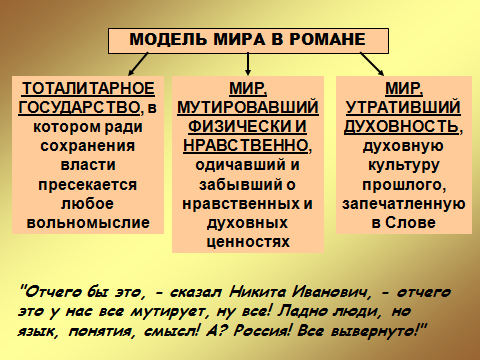 МОДЕЛЬ МИРА В РОМАНЕ
ТОТАЛИТАРНОЕ
ГОСУДАРСТВО, в
котором ради
сохранения
власти
пресекается
любое
вольномыслие
МИР,
МУТИРОВАВШИЙ
ФИЗИЧЕСКИ И
НРАВСТВЕННО,
одичавший и
забывший о
нравственных и
духовных
ценностях
МИР,
УТРАТИВШИЙ
ДУХОВНОСТЬ,
духовную
культуру
прошлого,
запечатленную
в Слове
"Отчего бы это, - сказал Никита Иванович, - отчего
это у нас все мутирует, ну все! Ладно люди, но
язык, понятия, смысл! А? Россия! Все вывернуто!"